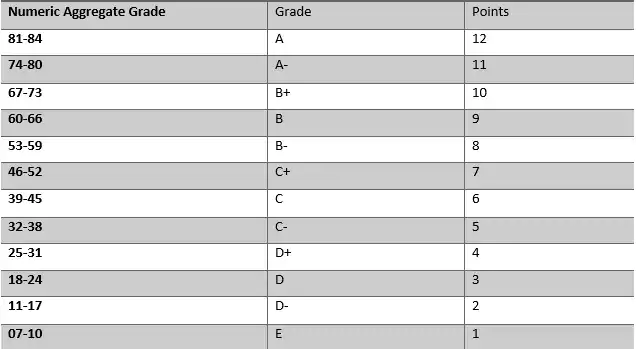 Numeric Aggregate Grade Grade Points
81-84 A 12
74-80 A- 11
67-73 B+ 10
60-66 B 9
53-59 B- 8
46-52 C+ 7
39-45 C 6
32-38 C- 5
25-31 D+ 4
18-24 D 3
11-17 D- 2
07-10 E 1